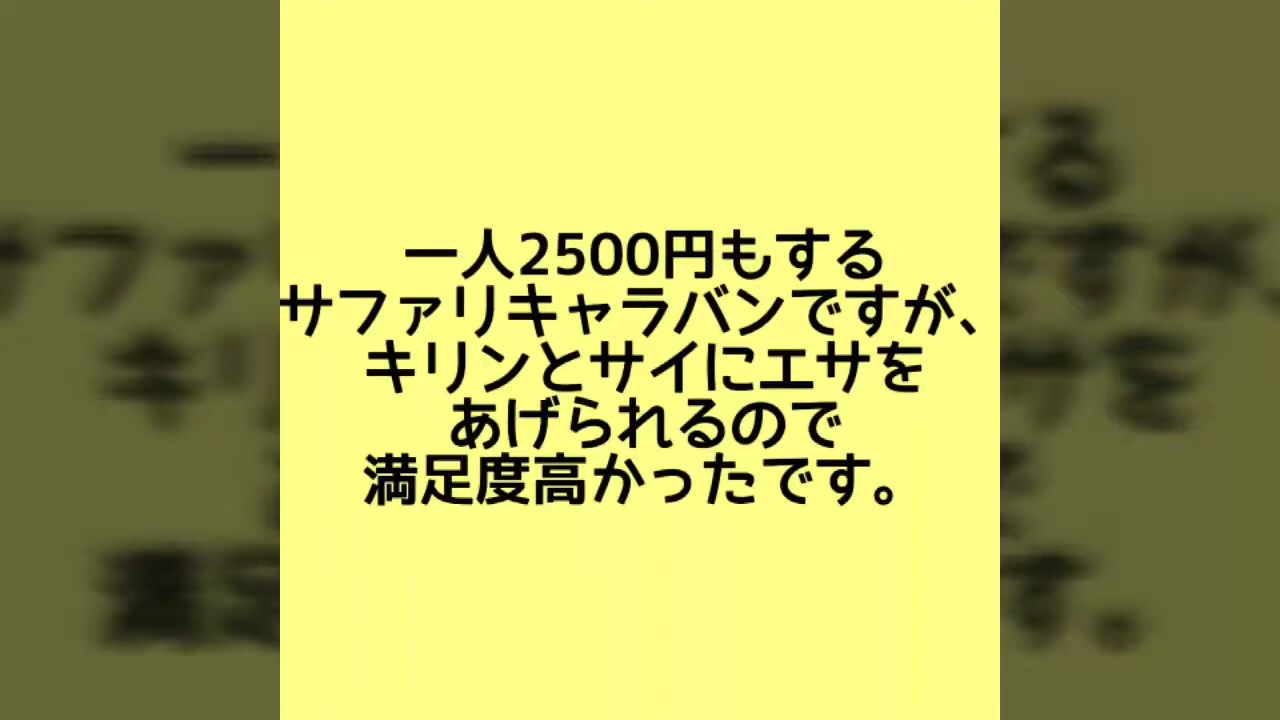 一人2500円もする
サファリキャラバンですが、
キリンとサイにエサを
あげられるので
満足度高かったです。